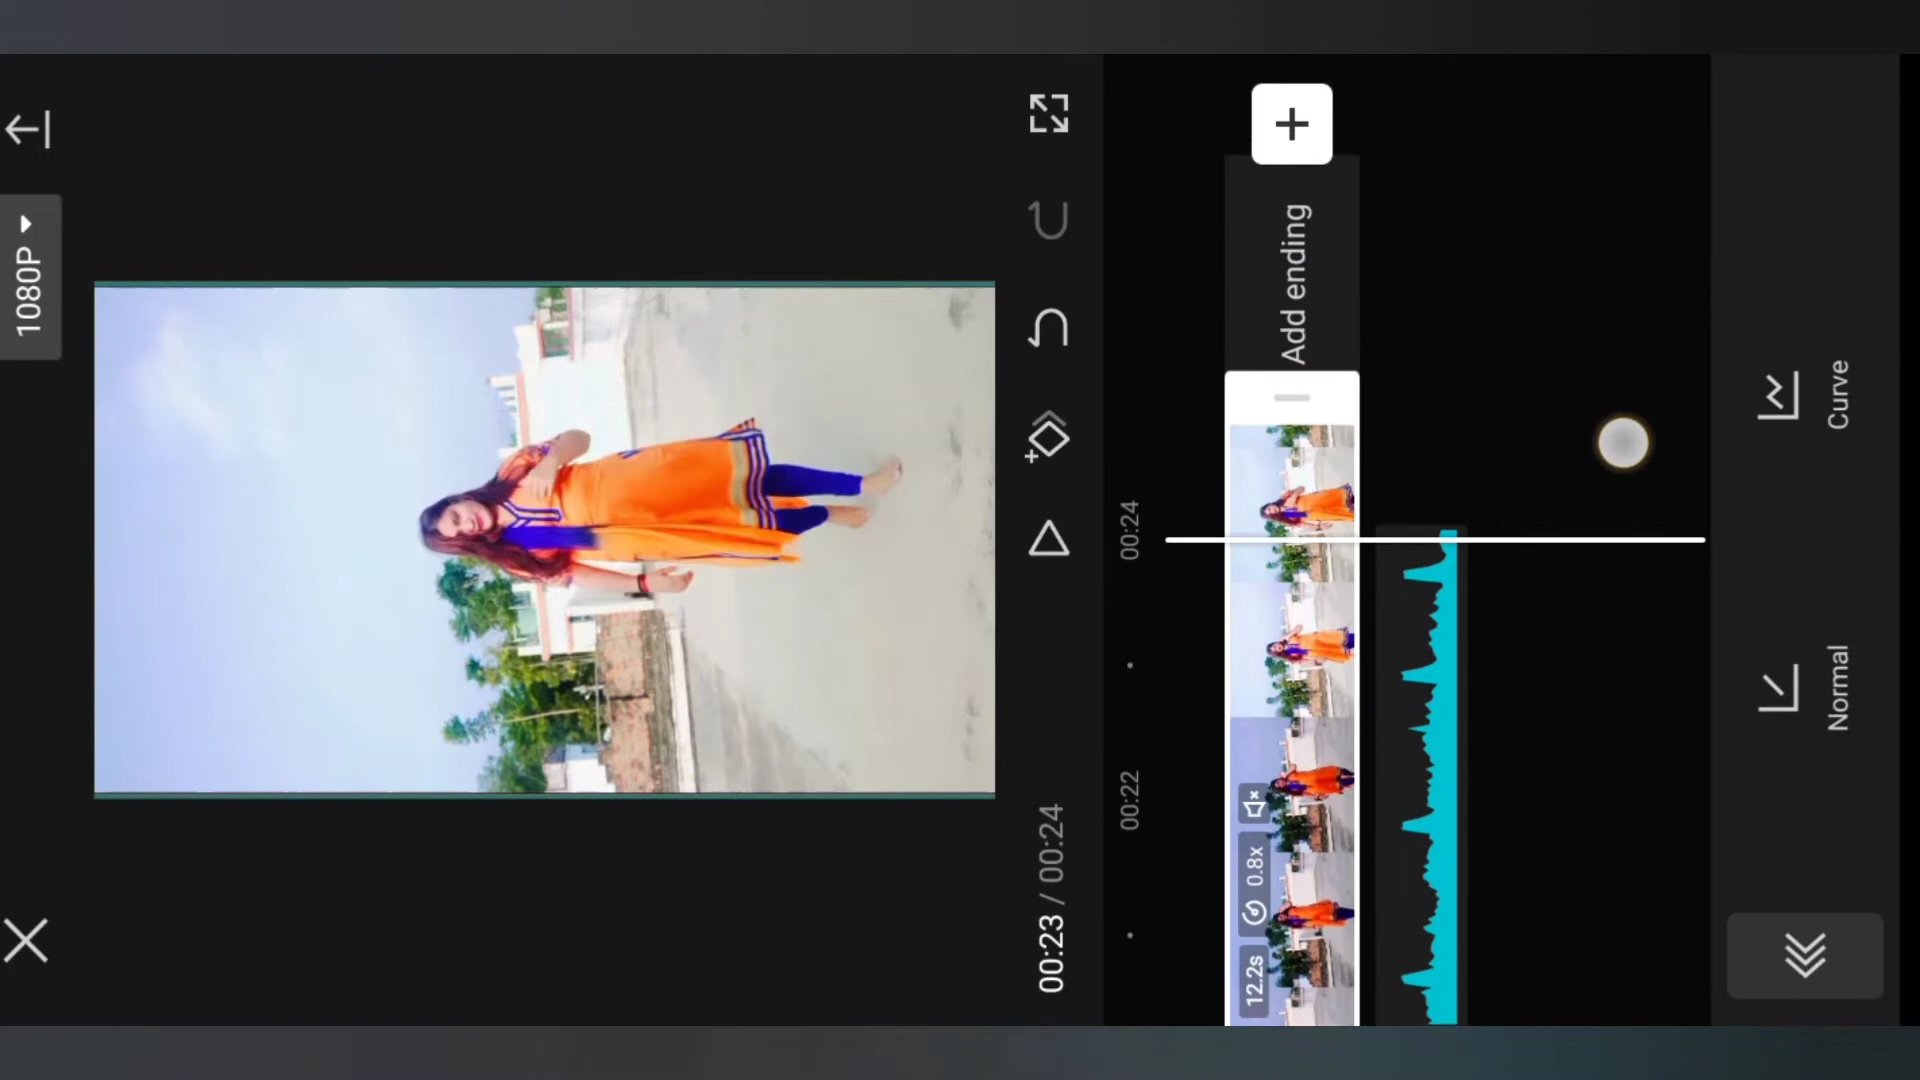 1080P
00:23 / 00:24
00:22
00:24
12.2s
0.8x
Add ending
Normal
Curve